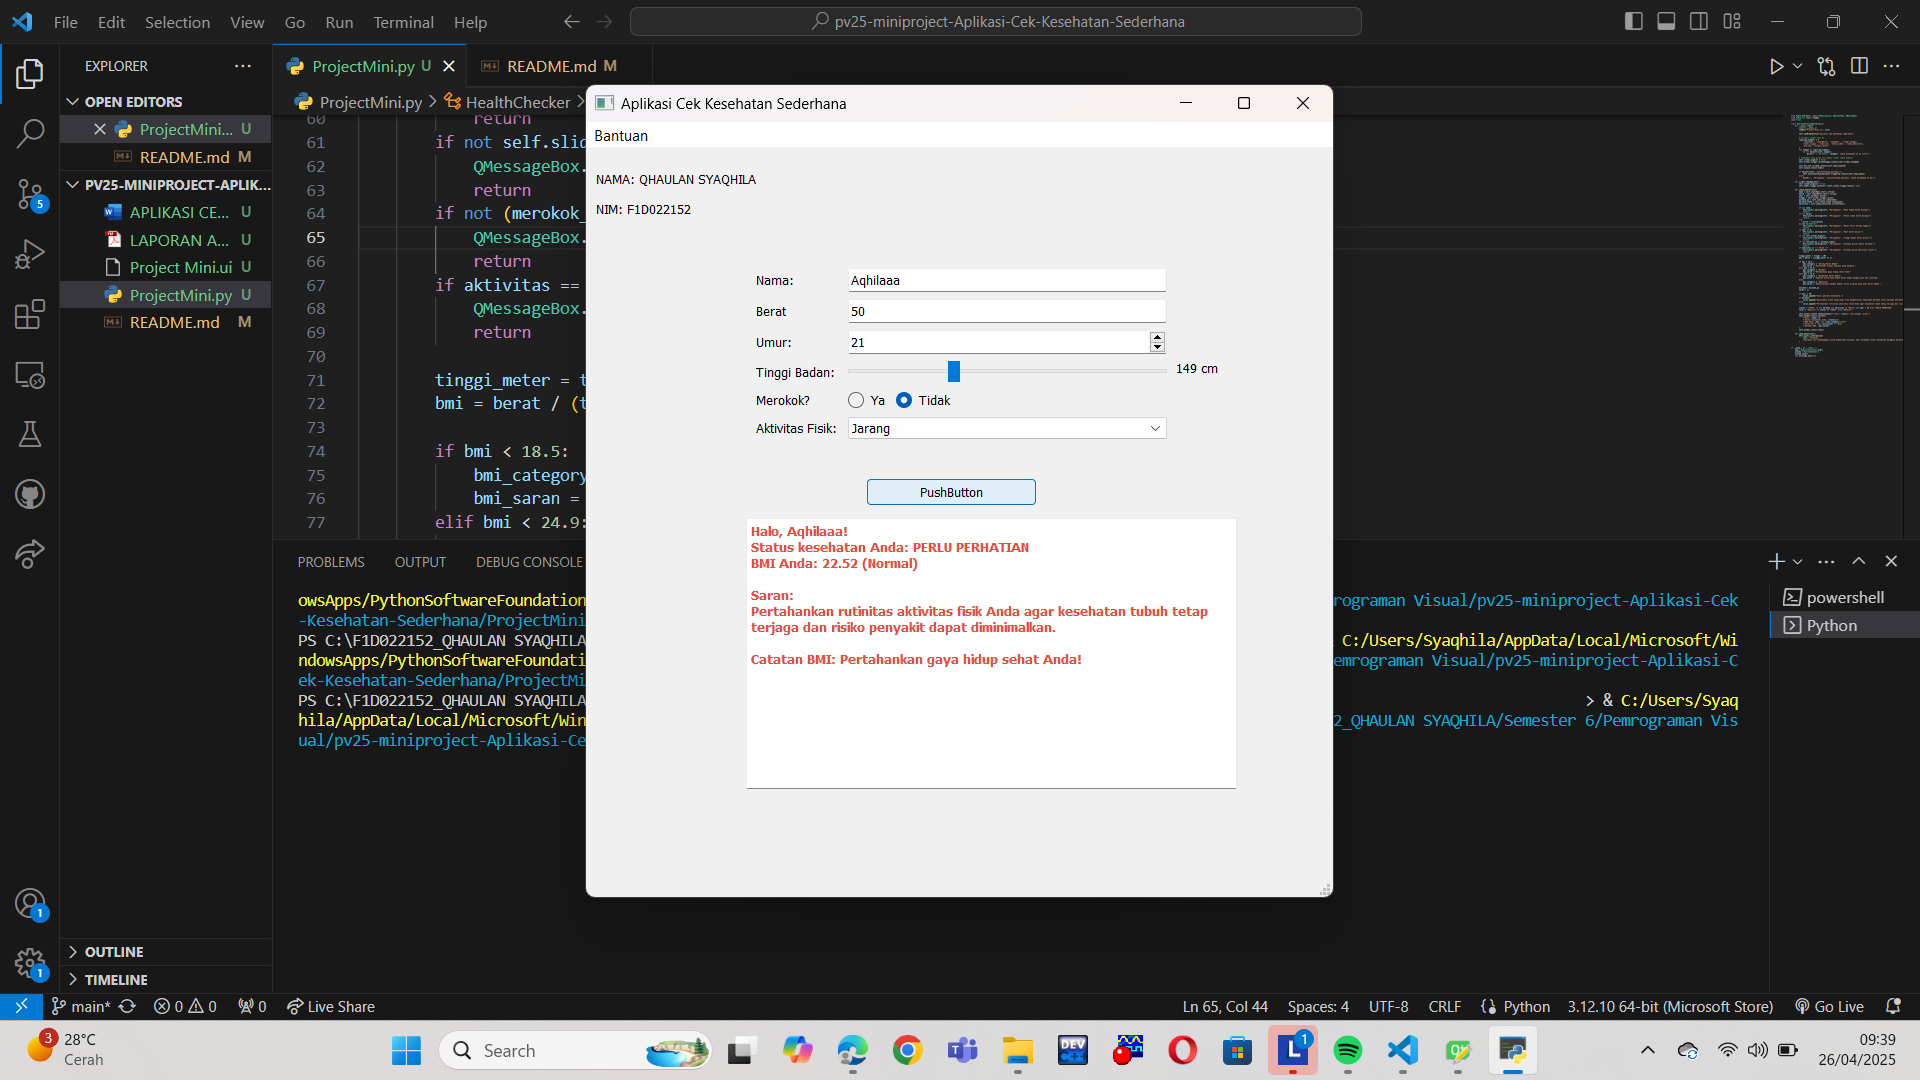 File Edit Selection View Go Run Terminal Help
pv25-miniproject-Aplikasi-Cek-Kesehatan-Sederhana
EXPLORER
OPEN EDITORS
ProjectMini... U
README.md M
PV25-MINIPROJECT-APLIK...
APLIKASI CE... U
LAPORAN A... U
Project Mini.ui U
ProjectMini.py U
README.md M
5
1
1
OUTLINE
TIMELINE
ProjectMini.py U
README.md M
ProjectMini.py > HealthChecker >
60 return
61 if not self.slid
62 QMessageBox.
63 return
64 if not (merokok_
65 QMessageBox.
66 return
67 if aktivitas ==
68 QMessageBox.
69 return
70
71 tinggi_meter = t
72 bmi = berat / (t
73
74 if bmi < 18.5:
75 bmi_category
76 bmi_saran =
77 elif bmi < 24.9:
Aplikasi Cek Kesehatan Sederhana
Bantuan
NAMA: QHAULAN SYAQHILA
NIM: F1D022152
Nama: Aqhilaaa
Berat 50
Umur: 21
Tinggi Badan: 149 cm
Merokok? Ya Tidak
Aktivitas Fisik: Jarang
PushButton
Halo, Aqhilaaa!
Status kesehatan Anda: PERLU PERHATIAN
BMI Anda: 22.52 (Normal)
Saran:
Pertahankan rutinitas aktivitas fisik Anda agar kesehatan tubuh tetap
terjaga dan risiko penyakit dapat diminimalkan.
Catatan BMI: Pertahankan gaya hidup sehat Anda!
PROBLEMS OUTPUT DEBUG CONSOLE
owsApps/PythonSoftwareFoundation rograman Visual/pv25-miniproject-Aplikasi-Cek
-Kesehatan-Sederhana/ProjectMini
PS C:\F1D022152_QHAULAN SYAQHILA C:/Users/Syaqhila/AppData/Local/Microsoft/Wi
ndowsApps/PythonSoftwareFoundati emrograman Visual/pv25-miniproject-Aplikasi-C
ek-Kesehatan-Sederhana/ProjectMi
PS C:\F1D022152_QHAULAN SYAQHILA > & C:/Users/Syaq
hila/AppData/Local/Microsoft/Win 2_QHAULAN SYAQHILA/Semester 6/Pemrograman Vis
ual/pv25-miniproject-Aplikasi-Ce
powershell
Python
main* 0 0 0 Live Share Ln 65, Col 44 Spaces: 4 UTF-8 CRLF Python 3.12.10 64-bit (Microsoft Store) Go Live
3
28°C
Cerah
Search
DEV
L
1
09:39
26/04/2025